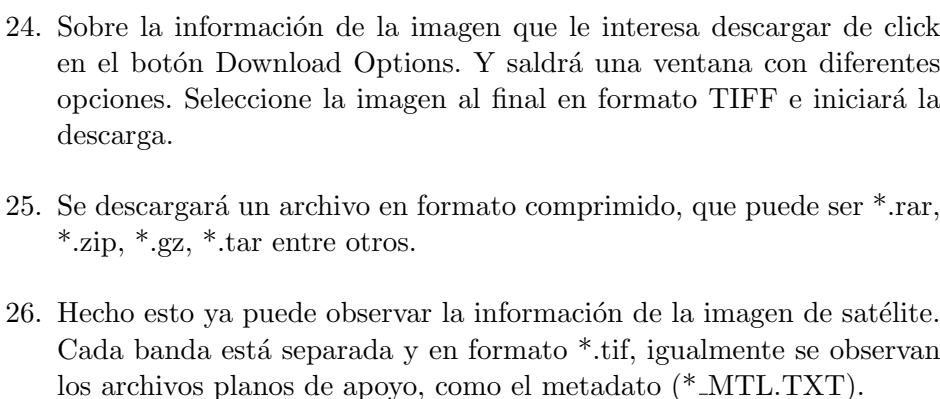 24. Sobre la información de la imagen que le interesa descargar de click
en el botón Download Options. Y saldrá una ventana con diferentes
opciones. Seleccione la imagen al final en formato TIFF e iniciará la
descarga.
25. Se descargará un archivo en formato comprimido, que puede ser *.rar,
*.zip, *.gz, *.tar entre otros.
26. Hecho esto ya puede observar la información de la imagen de satélite.
Cada banda está separada y en formato *.tif, igualmente se observan
los archivos planos de apoyo, como el metadato (*_MTL.TXT).